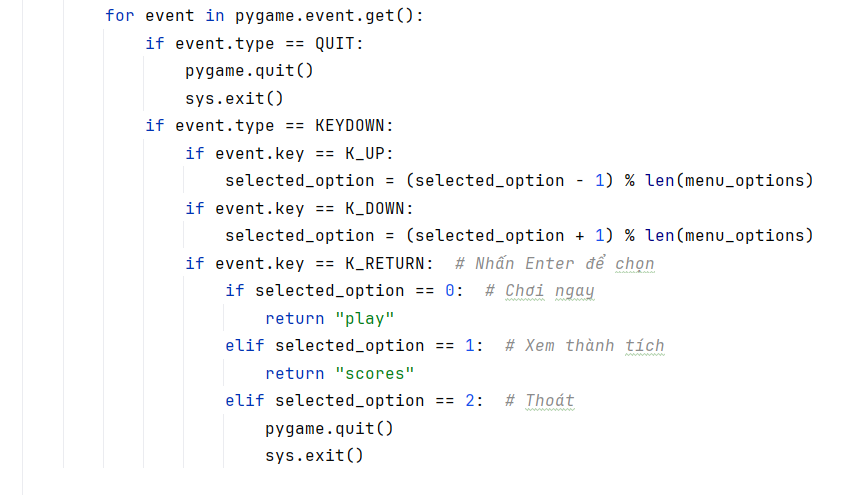 for event in pygame.event.get():
if event.type == QUIT:
pygame.quit()
sys.exit()
if event.type == KEYDOWN:
if event.key == K_UP:
selected_option = (selected_option - 1) % len(menu_options)
if event.key == K_DOWN:
selected_option = (selected_option + 1) % len(menu_options)
if event.key == K_RETURN:  # Nhấn Enter để chọn
if selected_option == 0:  # Chơi ngay
return "play"
elif selected_option == 1:  # Xem thành tích
return "scores"
elif selected_option == 2:  # Thoát
pygame.quit()
sys.exit()